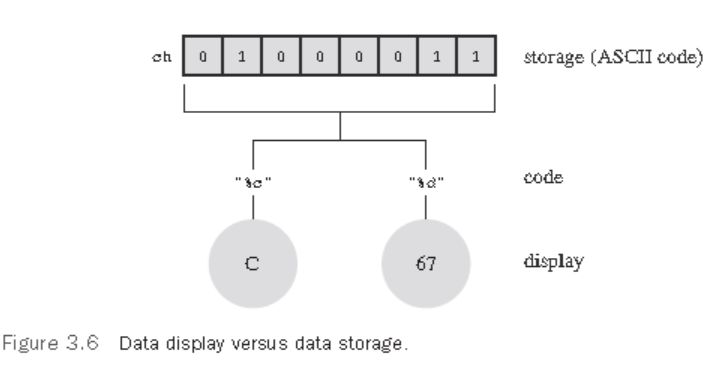 ch 0 1 0 0 0 0 1 1 storage (ASCII code)
"%c" "%d" code
C 67 display
Figure 3.6 Data display versus data storage.